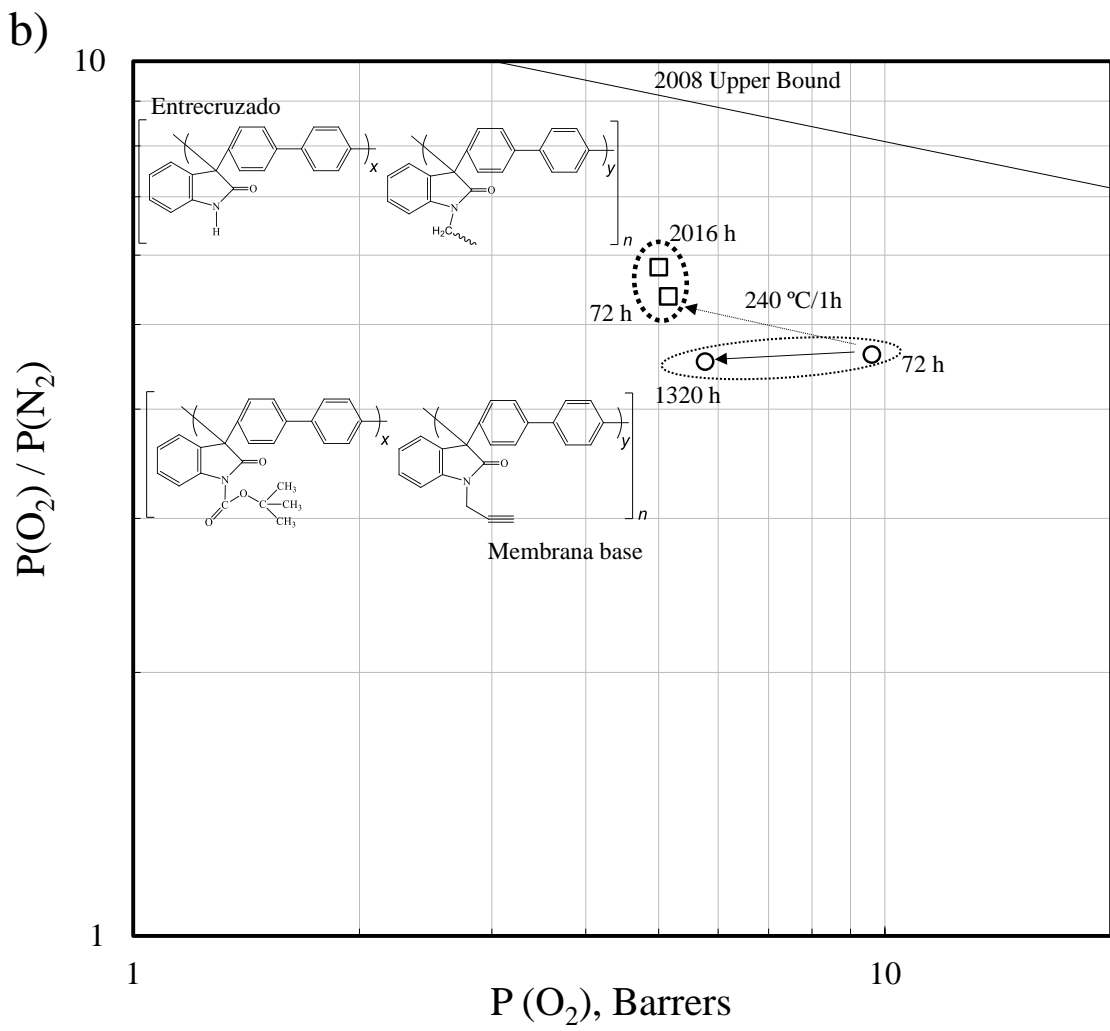 b)
10
2008 Upper Bound
Entrecruzado
x
y
O
O
N
N
H
H₂C
n
2016 h
72 h
240 ºC/1h
72 h
1320 h
P(O₂) / P(N₂)
x
y
O
O
N
N
C
O
O
C
CH₃
CH₃
CH₃
n
Membrana base
1
1
10
P (O₂), Barrers